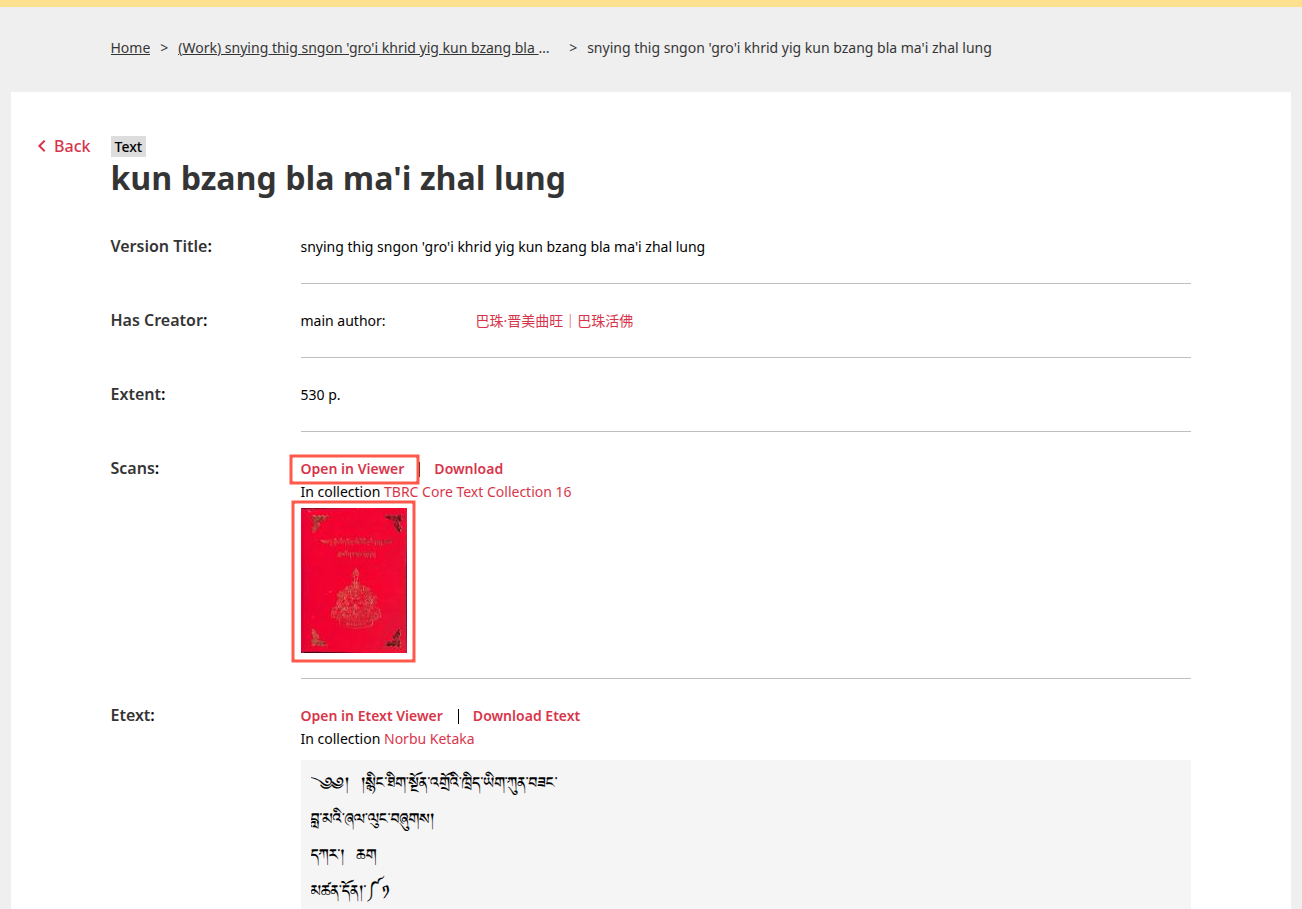 Home > (Work) snying thig sngon 'gro'i khrid yig kun bzang bla ... > snying thig sngon 'gro'i khrid yig kun bzang bla ma'i zhal lung
Back Text
kun bzang bla ma'i zhal lung
Version Title: snying thig sngon 'gro'i khrid yig kun bzang bla ma'i zhal lung
Has Creator: main author: 巴珠·晋美曲旺｜巴珠活佛
Extent: 530 p.
Scans: Open in Viewer | Download
In collection TBRC Core Text Collection 16
Etext: Open in Etext Viewer | Download Etext
In collection Norbu Ketaka
༄༅། །སྙིང་ཐིག་སྔོན་འགྲོའི་ཁྲིད་ཡིག་ཀུན་བཟང་
བླ་མའི་ཞལ་ལུང་བཞུགས།
དཀར། ཆག
མཚན་དོན།་༼༡